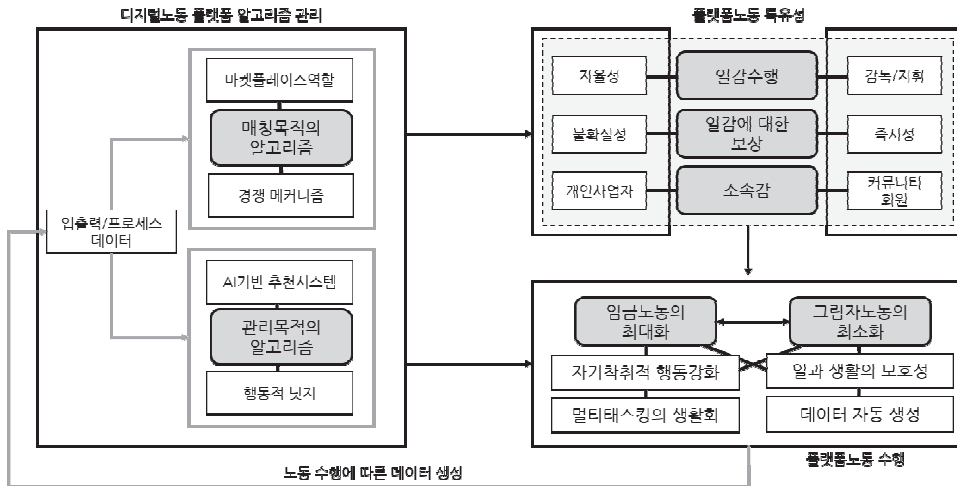 디지털노동 플랫폼 알고리즘 관리
마켓플레이스역할
매칭목적의
알고리즘
경쟁 메커니즘
입출력/프로세스
데이터
AI기반 추천시스템
관리목적의
알고리즘
행동적 넛지
플랫폼노동 특유성
자율성
일감수행
감독/지휘
불확실성
일감에 대한
보상
즉시성
개인사업자
소속감
커뮤니티
회원
임금노동의
최대화
그림자노동의
최소화
자기착취적 행동강화
일과 생활의 모호성
멀티태스킹의 생활화
데이터 자동 생성
플랫폼노동 수행
노동 수행에 따른 데이터 생성